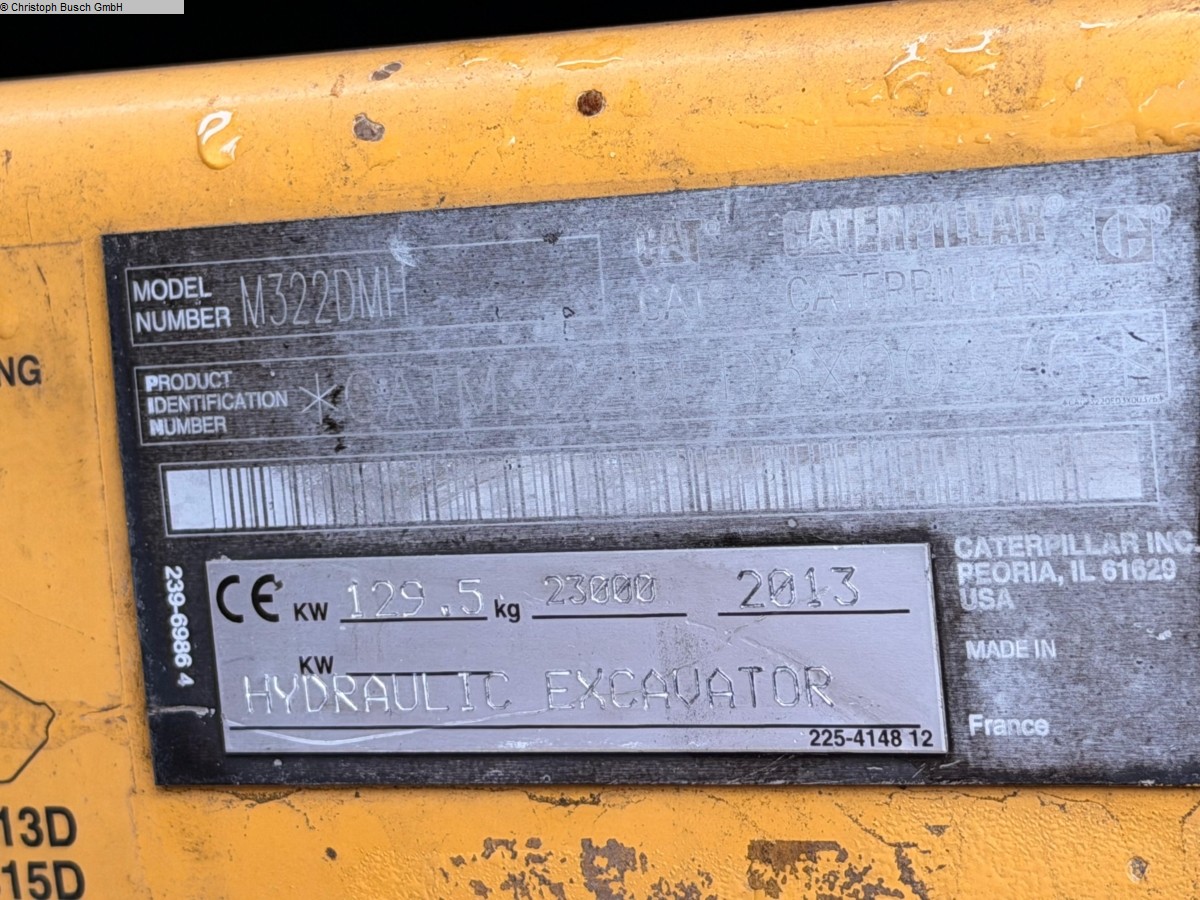 © Christoph Busch GmbH
CAT® CATERPILLAR® C®
CAT CATERPILLAR
MODEL
NUMBER M322DMH
NG
PRODUCT
IDENTIFICATION
NUMBER
CATERPILLAR INC.
PEORIA, IL 61629
USA
MADE IN
France
239-6986 4
CE KW 129.5 kg 23000 2013
KW
HYDRAULIC EXCAVATOR
225-4148 12
13D
15D